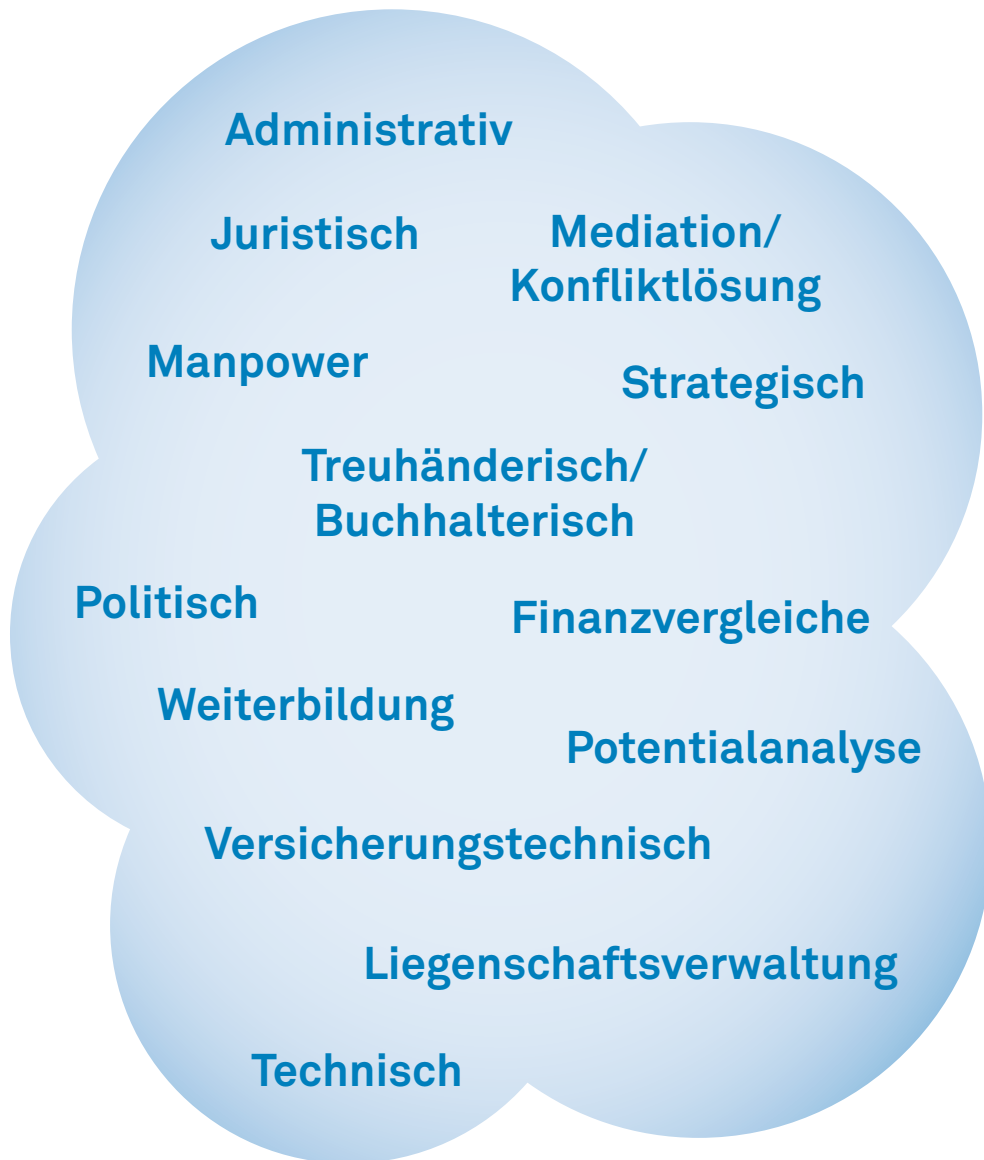 Administrativ
Juristisch
Mediation/
Konfliktlösung
Manpower
Strategisch
Treuhänderisch/
Buchhalterisch
Politisch
Finanzvergleiche
Weiterbildung
Potentialanalyse
Versicherungstechnisch
Liegenschaftsverwaltung
Technisch